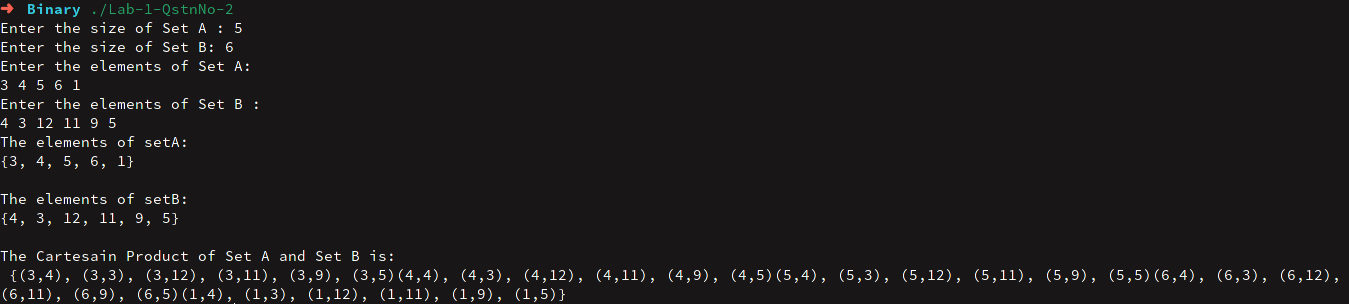 ➜ Binary ./Lab-1-QstnNo-2
Enter the size of Set A : 5
Enter the size of Set B: 6
Enter the elements of Set A:
3 4 5 6 1
Enter the elements of Set B :
4 3 12 11 9 5
The elements of setA:
{3, 4, 5, 6, 1}
The elements of setB:
{4, 3, 12, 11, 9, 5}
The Cartesain Product of Set A and Set B is:
{(3,4), (3,3), (3,12), (3,11), (3,9), (3,5)(4,4), (4,3), (4,12), (4,11), (4,9), (4,5)(5,4), (5,3), (5,12), (5,11), (5,9), (5,5)(6,4), (6,3), (6,12),
(6,11), (6,9), (6,5)(1,4), (1,3), (1,12), (1,11), (1,9), (1,5)}